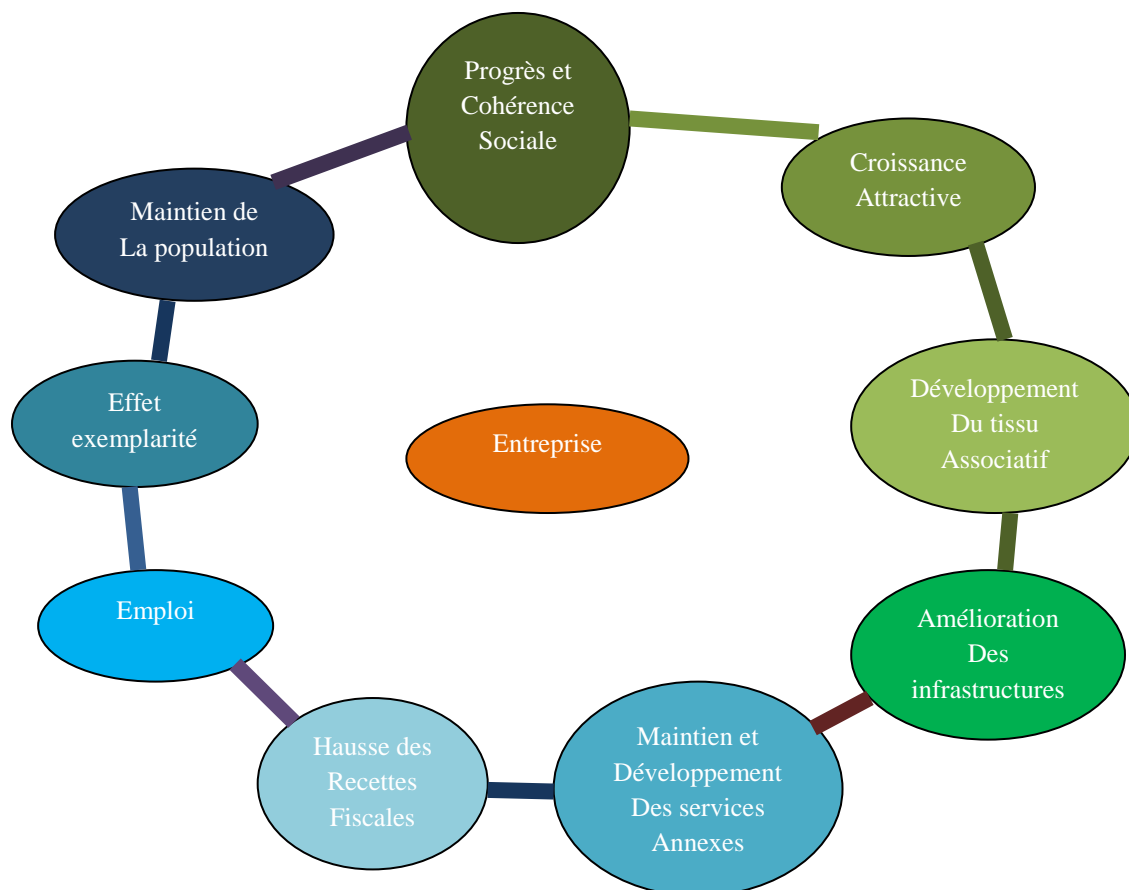 Progrès et
Cohérence
Sociale
Croissance
Attractive
Maintien de
La population
Développement
Du tissu
Associatif
Effet
exemplarité
Entreprise
Emploi
Amélioration
Des
infrastructures
Hausse des
Recettes
Fiscales
Maintien et
Développement
Des services
Annexes